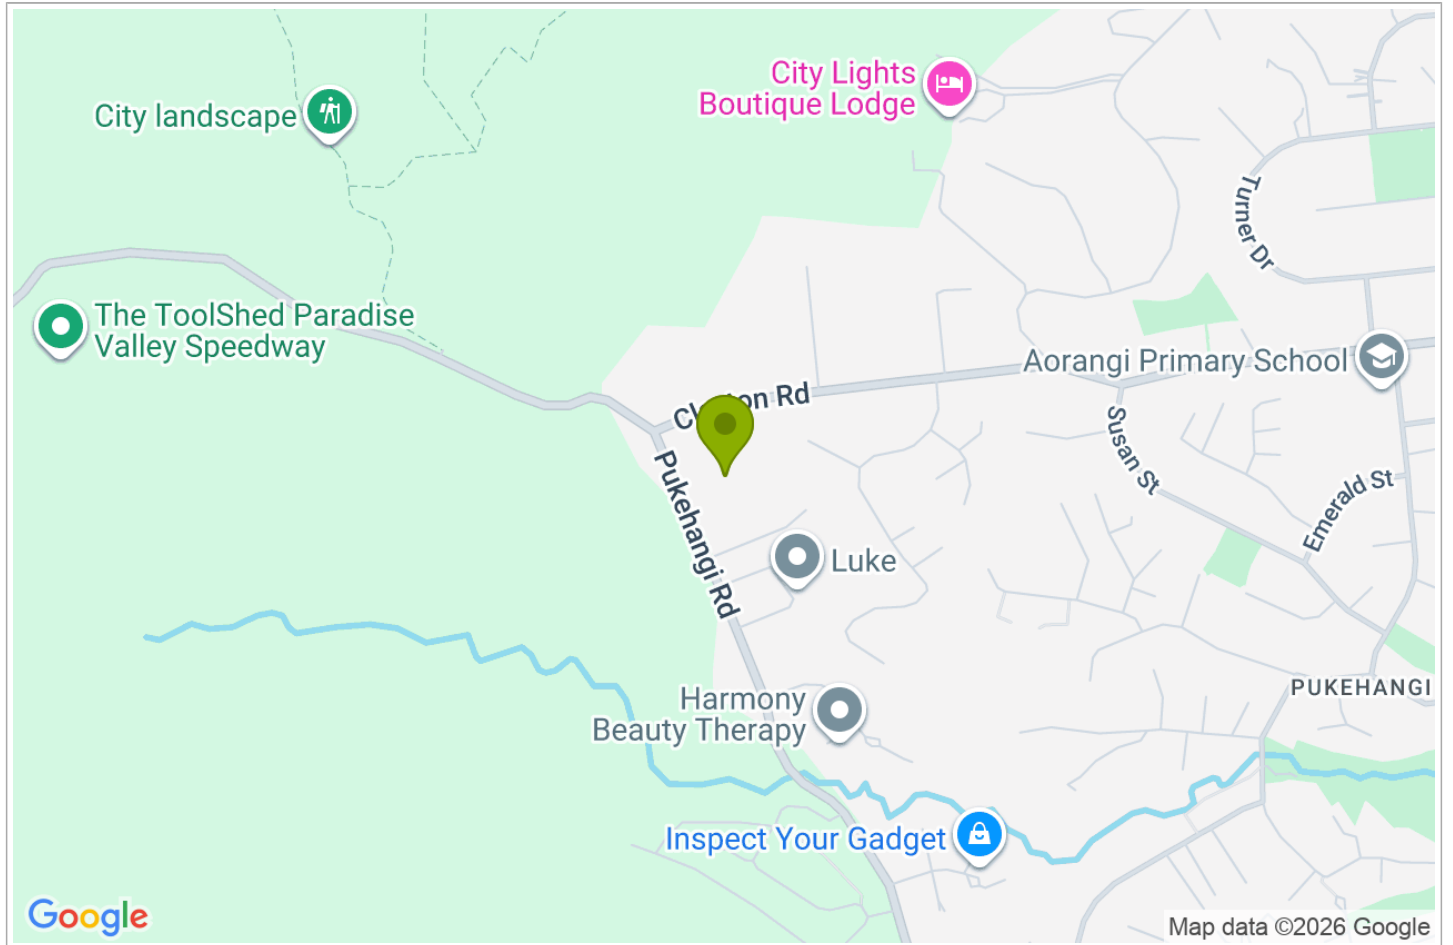 City Lights
Boutique Lodge
City landscape
Turner Dr
The ToolShed Paradise
Valley Speedway
Aorangi Primary School
Rd
Susan St
Emerald St
Pukehangi Rd
Luke
PUKEHANGI
Harmony
Beauty Therapy
Inspect Your Gadget
Google
Map data ©2026 Google